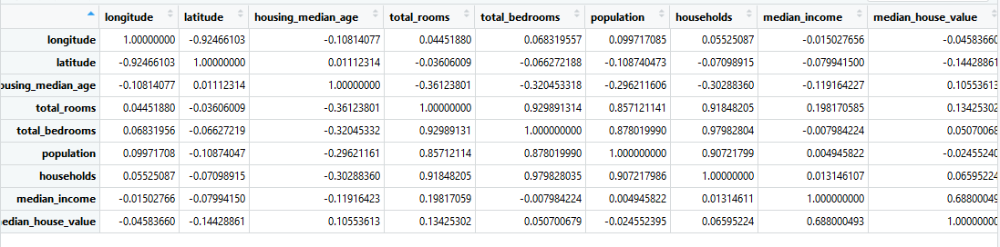 longitude latitude housing_median_age total_rooms total_bedrooms population households median_income median_house_value
longitude 1.00000000 -0.92466103 -0.10814077 0.04451880 0.068319557 0.099717085 0.05525087 -0.015027656 -0.0458366
latitude -0.92466103 1.00000000 0.01112314 -0.03606009 -0.066272188 -0.108740473 -0.07098915 -0.079941500 -0.1442886
ousing_median_age -0.10814077 0.01112314 1.00000000 -0.36123801 -0.320453318 -0.296211606 -0.30288360 -0.119164227 0.1055361
total_rooms 0.04451880 -0.03606009 -0.36123801 1.00000000 0.929891314 0.857121141 0.91848205 0.198170585 0.1342530
total_bedrooms 0.06831956 -0.06627219 -0.32045332 0.92989131 1.000000000 0.878019990 0.97982804 -0.007984224 0.0507006
population 0.09971708 -0.10874047 -0.29621161 0.85712114 0.878019990 1.000000000 0.90721799 0.004945822 -0.0245524
households 0.05525087 -0.07098915 -0.30288360 0.91848205 0.979828035 0.907217986 1.00000000 0.013146107 0.0659522
median_income -0.01502766 -0.07994150 -0.11916423 0.19817059 -0.007984224 0.004945822 0.01314611 1.000000000 0.6880004
edian_house_value -0.04583660 -0.14428861 0.10553613 0.13425302 0.050700679 -0.024552395 0.06595224 0.688000493 1.0000000